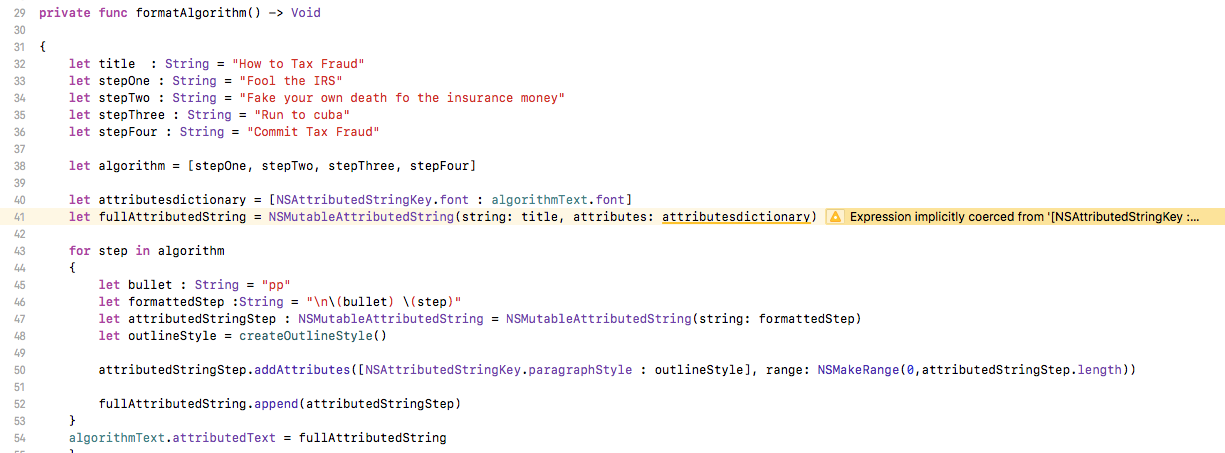 29 private func formatAlgorithm() -> Void
30
31 {
32 let title  : String = "How to Tax Fraud"
33 let stepOne : String = "Fool the IRS"
34 let stepTwo : String = "Fake your own death fo the insurance money"
35 let stepThree : String = "Run to cuba"
36 let stepFour : String = "Commit Tax Fraud"
37
38 let algorithm = [stepOne, stepTwo, stepThree, stepFour]
39
40 let attributesdictionary = [NSAttributedStringKey.font : algorithmText.font]
41 let fullAttributedString = NSMutableAttributedString(string: title, attributes: attributesdictionary) Expression implicitly coerced from '[NSAttributedStringKey :...
42
43 for step in algorithm
44 {
45 let bullet : String = "pp"
46 let formattedStep :String = "\n\(bullet) \(step)"
47 let attributedStringStep : NSMutableAttributedString = NSMutableAttributedString(string: formattedStep)
48 let outlineStyle = createOutlineStyle()
49
50 attributedStringStep.addAttributes([NSAttributedStringKey.paragraphStyle : outlineStyle], range: NSMakeRange(0,attributedStringStep.length))
51
52 fullAttributedString.append(attributedStringStep)
53 }
54 algorithmText.attributedText = fullAttributedString